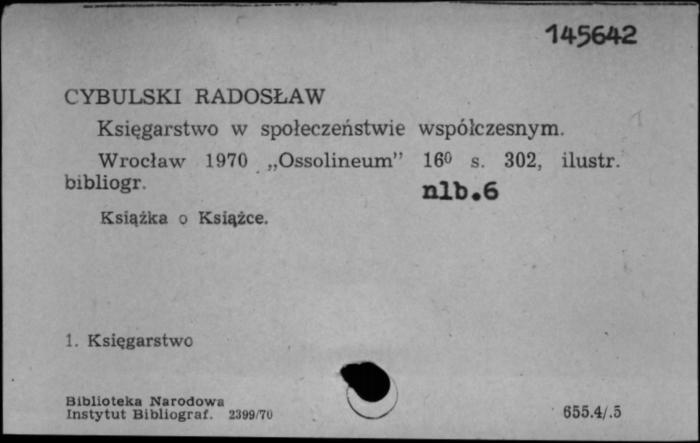 145642
CYBULSKI RADOSŁAW
Księgarstwo w społeczeństwie współczesnym.
Wrocław 1970 „Ossolineum” 16⁰ s. 302, ilustr.
bibliogr.
nlb.6
Książka o Książce.
1. Księgarstwo
Biblioteka Narodowa
Instytut Bibliograf. 2399/70
655.4/.5